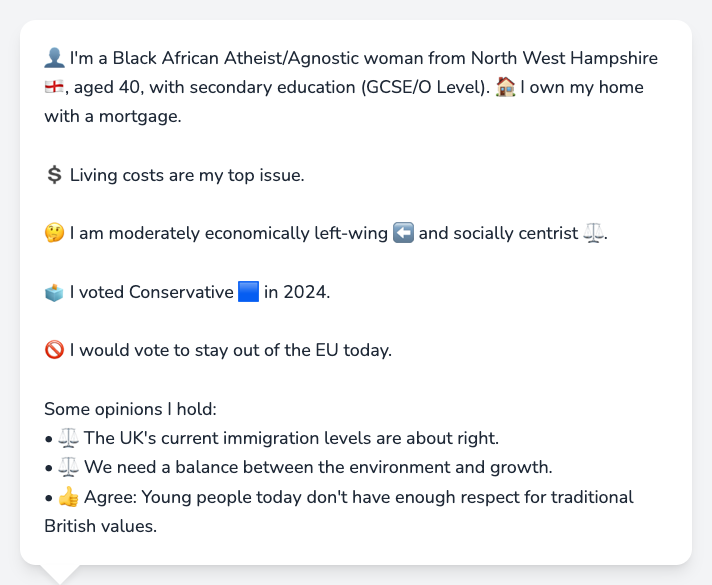 👤 I'm a Black African Atheist/Agnostic woman from North West Hampshire
🏴󠁧󠁢󠁥󠁮󠁧󠁿, aged 40, with secondary education (GCSE/O Level). 🏠 I own my home
with a mortgage.
💲 Living costs are my top issue.
🤔 I am moderately economically left-wing ⬅️ and socially centrist ⚖️.
🗳️ I voted Conservative 🟦 in 2024.
🚫 I would vote to stay out of the EU today.
Some opinions I hold:
• ⚖️ The UK's current immigration levels are about right.
• ⚖️ We need a balance between the environment and growth.
• 👍 Agree: Young people today don't have enough respect for traditional
British values.